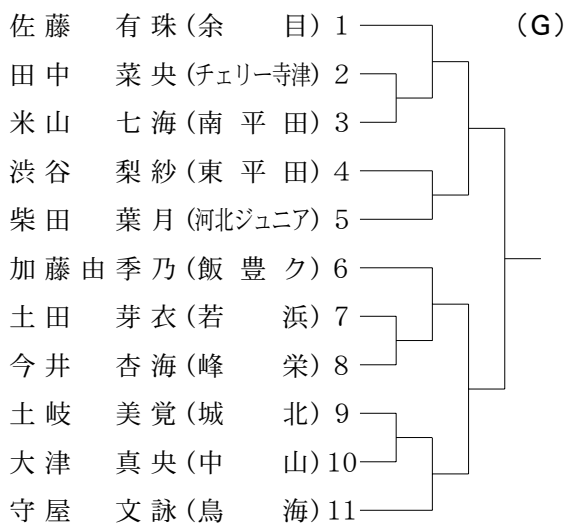 佐藤　有珠(余　目) 1　(G)
田中　菜央(チェリー寺津) 2
米山　七海(南平田) 3
渋谷　梨紗(東平田) 4
柴田　葉月(河北ジュニア) 5
加藤由季乃(飯豊ク) 6
土田　芽衣(若　浜) 7
今井　杏海(峰　栄) 8
土岐　美覚(城　北) 9
大津　真央(中　山) 10
守屋　文詠(鳥　海) 11